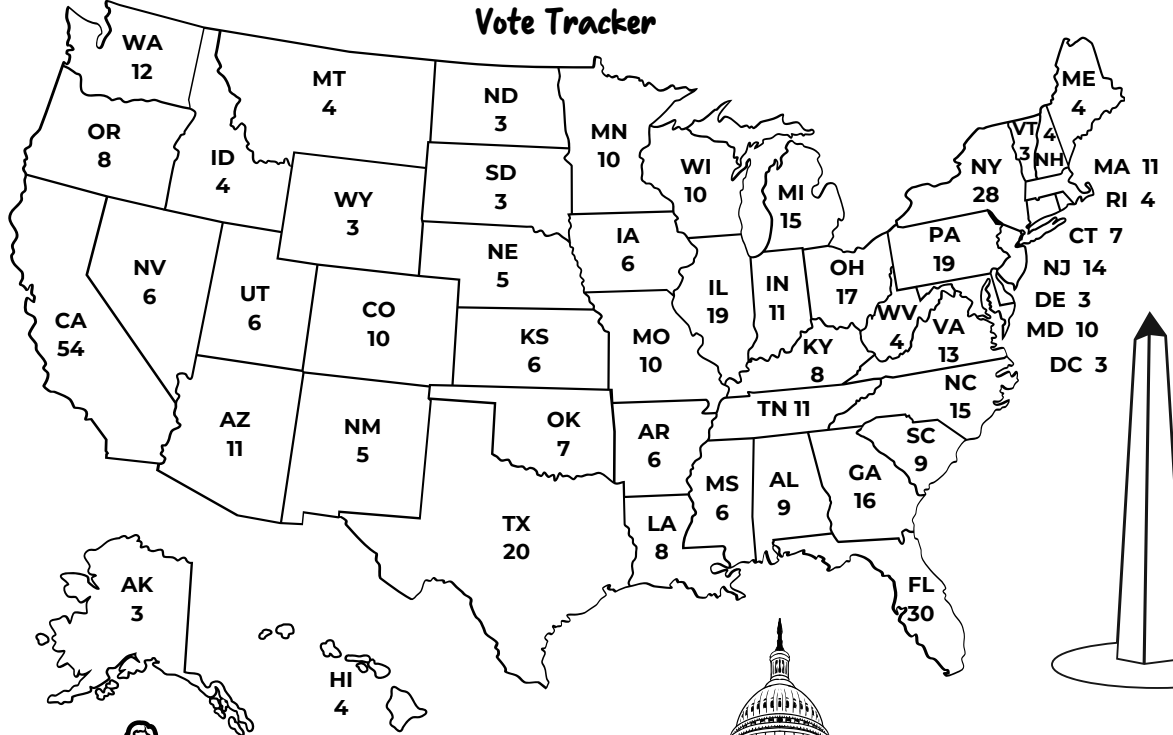 Vote Tracker
WA
12
MT
4
ND
3
MN
10
ME
4
OR
8
ID
4
WY
3
SD
3
WI
10
MI
15
NY
28
VT
3
4
NH
MA 11
RI 4
CT 7
NJ 14
DE 3
MD 10
DC 3
NV
6
UT
6
CO
10
NE
5
IA
6
IL
19
IN
11
OH
17
PA
19
CA
54
KS
6
MO
10
KY
8
WV
4
VA
13
AZ
11
NM
5
OK
7
AR
6
TN 11
NC
15
SC
9
TX
20
LA
8
MS
6
AL
9
GA
16
FL
30
AK
3
HI
4